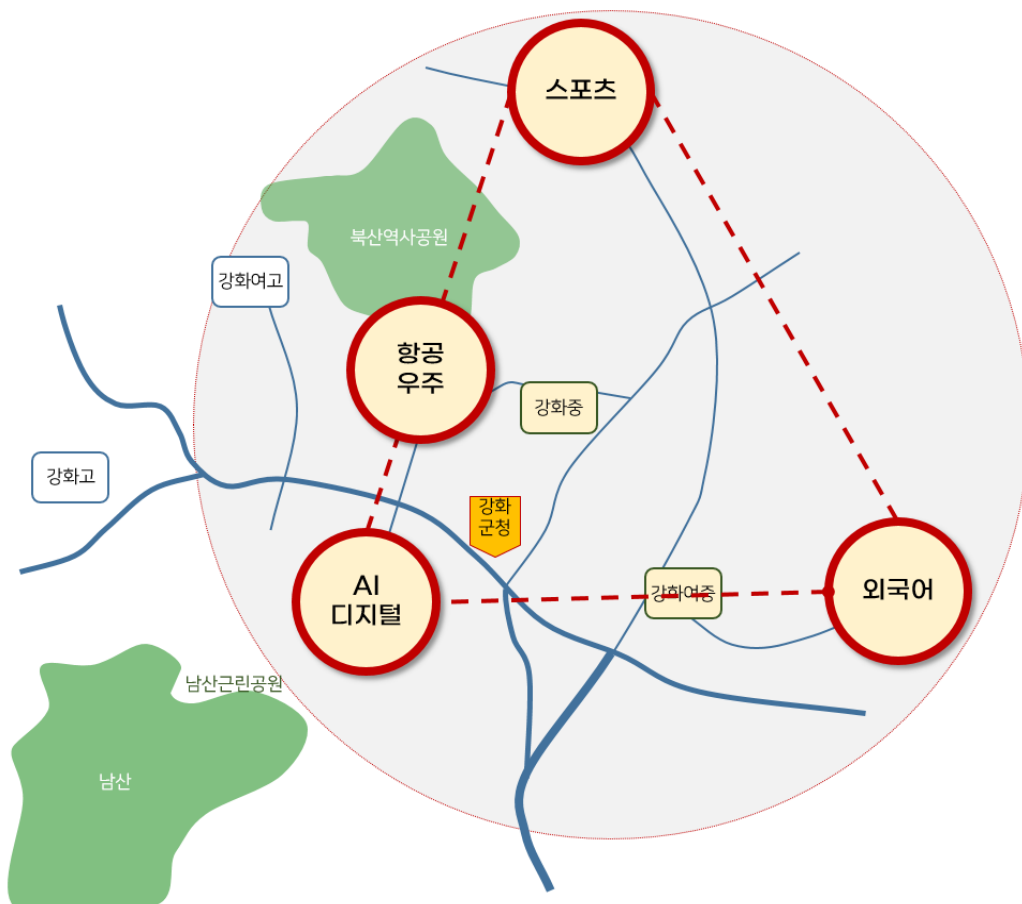 스포츠
북산역사공원
강화여고
항공
우주
강화중
강화고
강화
군청
AI
디지털
강화여중
외국어
남산근린공원
남산